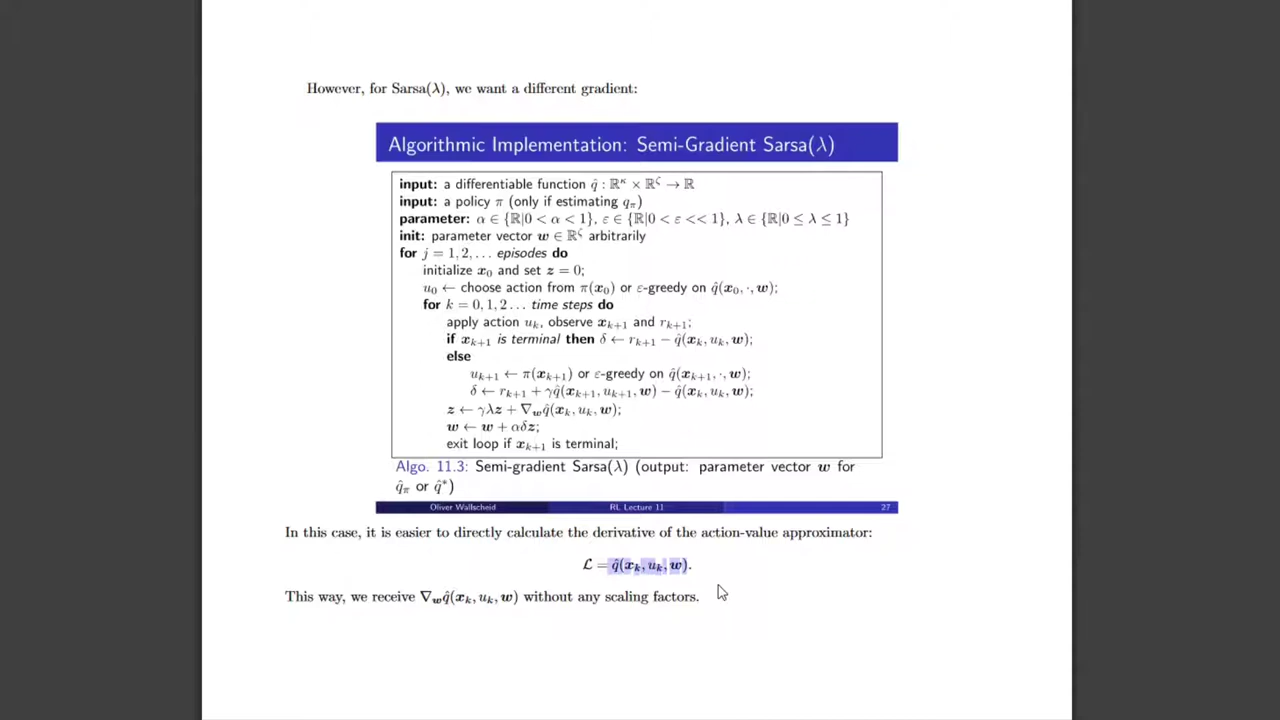 However, for Sarsa(λ), we want a different gradient:
Algorithmic Implementation: Semi-Gradient Sarsa(λ)
input: a differentiable function q̂ : ℝ^κ × ℝ^ζ → ℝ
input: a policy π (only if estimating q_π)
parameter: α ∈ {ℝ|0 < α < 1}, ε ∈ {ℝ|0 < ε << 1}, λ ∈ {ℝ|0 ≤ λ ≤ 1}
init: parameter vector w ∈ ℝ^ζ arbitrarily
for j = 1, 2, … episodes do
initialize x₀ and set z = 0;
u₀ ← choose action from π(x₀) or ε-greedy on q̂(x₀, ·, w);
for k = 0, 1, 2 … time steps do
apply action u_k, observe x_{k+1} and r_{k+1};
if x_{k+1} is terminal then δ ← r_{k+1} − q̂(x_k, u_k, w);
else
u_{k+1} ← π(x_{k+1}) or ε-greedy on q̂(x_{k+1}, ·, w);
δ ← r_{k+1} + γq̂(x_{k+1}, u_{k+1}, w) − q̂(x_k, u_k, w);
z ← γλz + ∇_w q̂(x_k, u_k, w);
w ← w + αδz;
exit loop if x_{k+1} is terminal;
Algo. 11.3: Semi-gradient Sarsa(λ) (output: parameter vector w for
q̂_π or q̂*)
Oliver Wallscheid RL Lecture 11 27
In this case, it is easier to directly calculate the derivative of the action-value approximator:
ℒ = q̂(x_k, u_k, w).
This way, we receive ∇_w q̂(x_k, u_k, w) without any scaling factors.